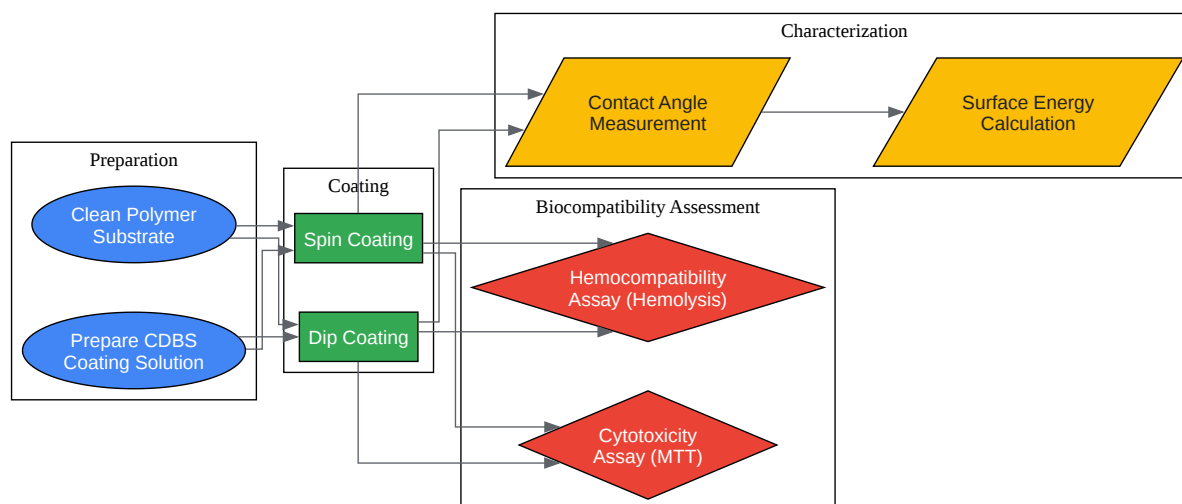 Characterization
Contact Angle
Measurement
Surface Energy
Calculation
Preparation
Clean Polymer
Substrate
Prepare CDBS
Coating Solution
Coating
Spin Coating
Dip Coating
Biocompatibility Assessment
Hemocompatibility
Assay (Hemolysis)
Cytotoxicity
Assay (MTT)